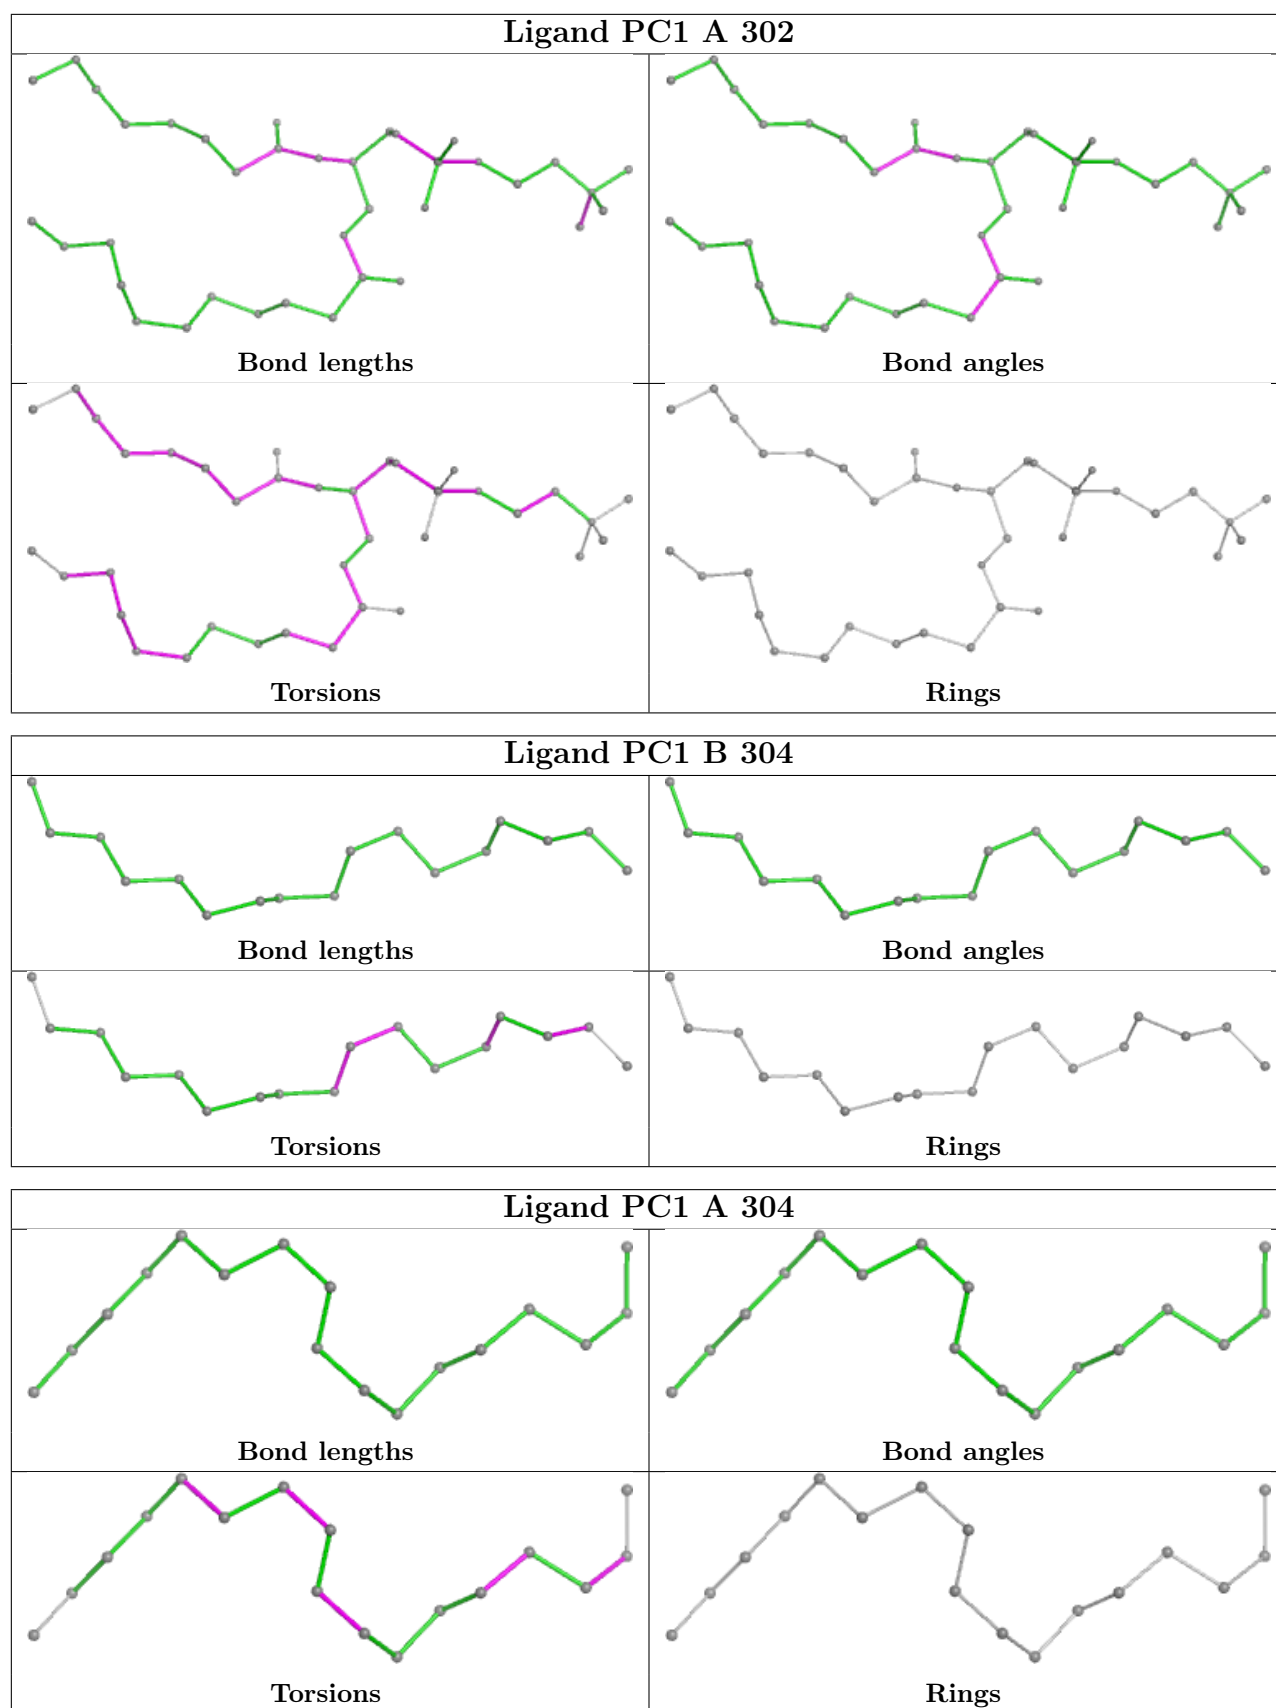 Ligand PC1 A 302
Bond lengths
Bond angles
Torsions
Rings
Ligand PC1 B 304
Bond lengths
Bond angles
Torsions
Rings
Ligand PC1 A 304
Bond lengths
Bond angles
Torsions
Rings